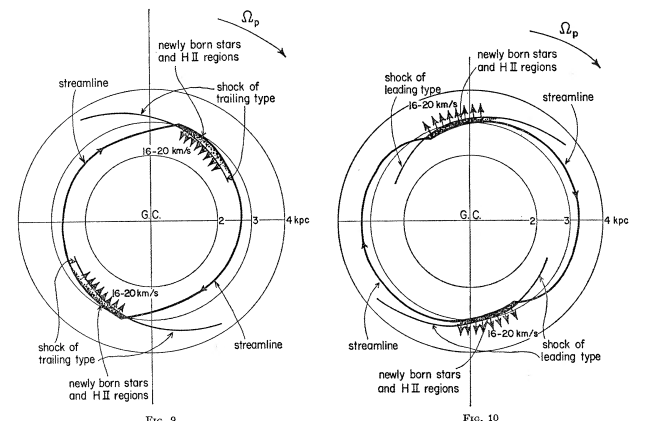 Ωp
newly born stars
and H II regions
streamline
shock of
trailing type
16-20 km/s
G.C.
2
3
4 kpc
16-20 km/s
shock of
trailing type
streamline
newly born stars
and H II regions
FIG. 9
Ωp
newly born stars
and H II regions
shock of
leading type
16-20 km/s
streamline
G.C.
2
3
4 kpc
16-20 km/s
streamline
shock of
leading type
newly born stars
and H II regions
FIG. 10